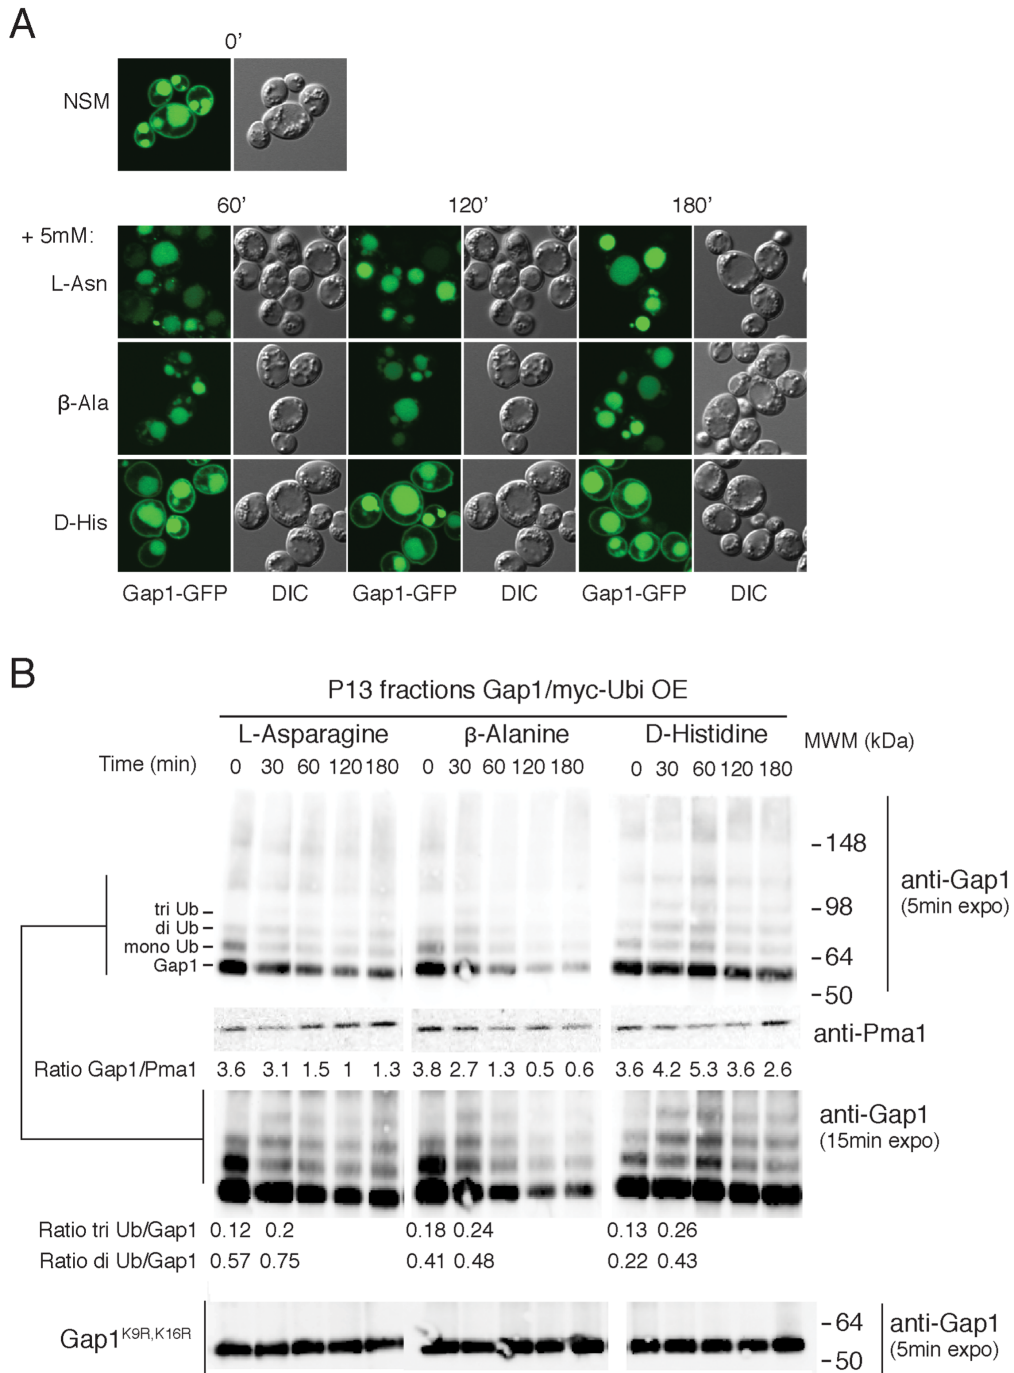 A
0'
NSM
60' 120' 180'
+ 5mM:
L-Asn
β-Ala
D-His
Gap1-GFP DIC Gap1-GFP DIC Gap1-GFP DIC
B
P13 fractions Gap1/myc-Ubi OE
L-Asparagine β-Alanine D-Histidine MWM (kDa)
Time (min) 0 30 60 120 180 0 30 60 120 180 0 30 60 120 180
-148
anti-Gap1
(5min expo)
tri Ub - -98
di Ub -
mono Ub -
Gap1 - -64
-50
anti-Pma1
Ratio Gap1/Pma1 3.6 3.1 1.5 1 1.3 3.8 2.7 1.3 0.5 0.6 3.6 4.2 5.3 3.6 2.6
anti-Gap1
(15min expo)
Ratio tri Ub/Gap1 0.12 0.2 0.18 0.24 0.13 0.26
Ratio di Ub/Gap1 0.57 0.75 0.41 0.48 0.22 0.43
Gap1K9R,K16R -64 anti-Gap1
-50 (5min expo)